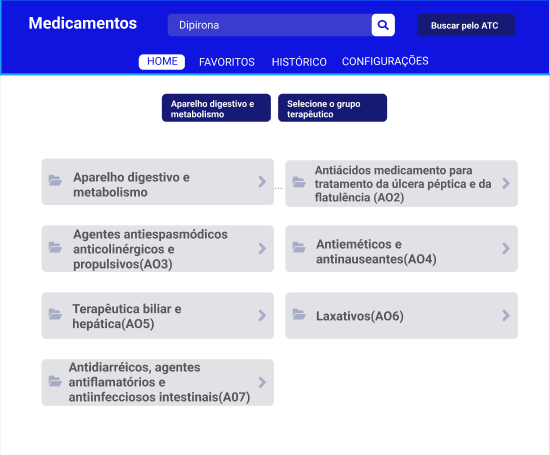 Medicamentos
Dipirona
Buscar pelo ATC
HOME
FAVORITOS
HISTÓRICO
CONFIGURAÇÕES
Aparelho digestivo e
metabolismo
Selecione o grupo
terapêutico
Aparelho digestivo e
metabolismo
...
Antiácidos medicamento para
tratamento da úlcera péptica e da
flatulência (AO2)
Agentes antiespasmódicos
anticolinérgicos e
propulsivos(AO3)
Antieméticos e
antinauseantes(AO4)
Terapêutica biliar e
hepática(AO5)
Laxativos(AO6)
Antidiarréicos, agentes
antiflamatórios e
antiinfecciosos intestinais(A07)